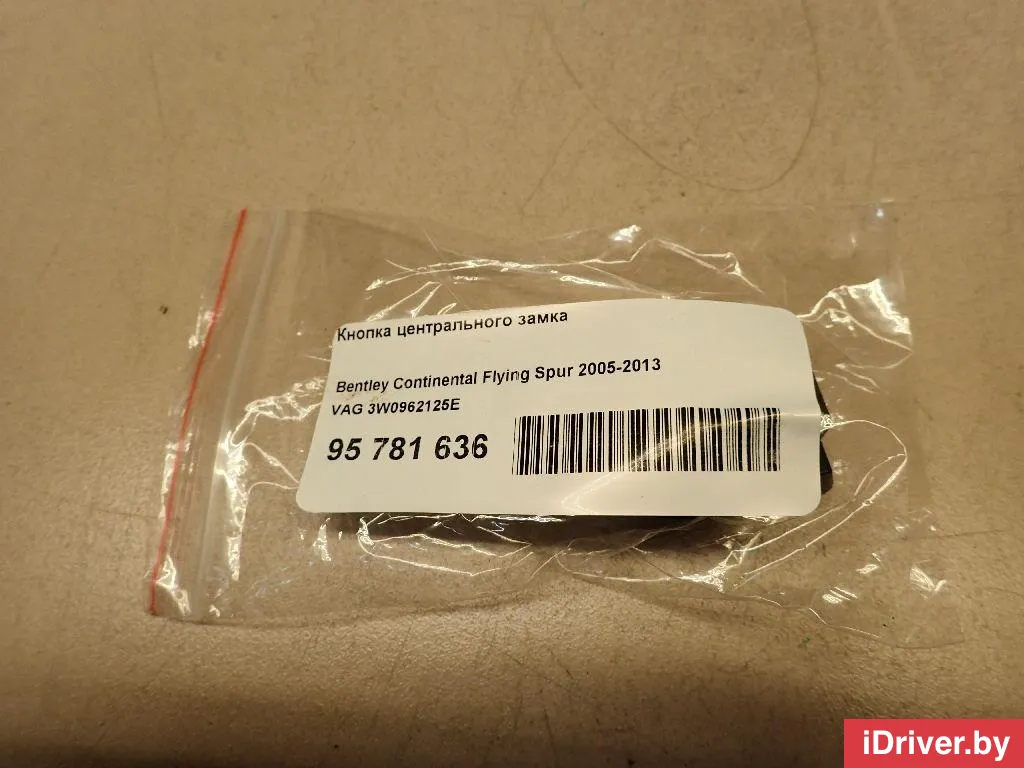 Кнопка центрального замка
Bentley Continental Flying Spur 2005-2013
VAG 3W0962125E
95 781 636
iDriver.by